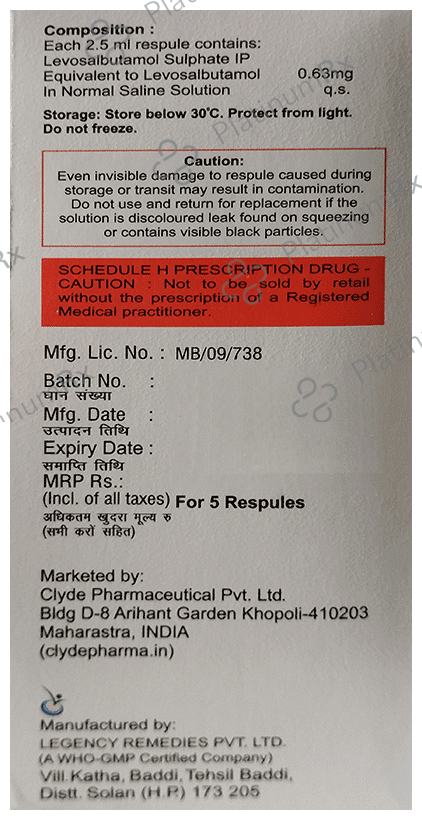 Composition :
Each 2.5 ml respule contains:
Levosalbutamol Sulphate IP
Equivalent to Levosalbutamol 0.63mg
In Normal Saline Solution q.s.
Storage: Store below 30°C. Protect from light.
Do not freeze.
Caution:
Even invisible damage to respule caused during
storage or transit may result in contamination.
Do not use and return for replacement if the
solution is discoloured leak found on squeezing
or contains visible black particles.
SCHEDULE H PRESCRIPTION DRUG -
CAUTION : Not to be sold by retail
without the prescription of a Registered
Medical practitioner.
Mfg. Lic. No. : MB/09/738
Batch No. :
घान संख्या
Mfg. Date :
उत्पादन तिथि
Expiry Date :
समाप्ति तिथि
MRP Rs.:
(Incl. of all taxes) For 5 Respules
अधिकतम खुदरा मूल्य रु
(सभी करों सहित)
Marketed by:
Clyde Pharmaceutical Pvt. Ltd.
Bldg D-8 Arihant Garden Khopoli-410203
Maharastra, INDIA
(clydepharma.in)
Manufactured by:
LEGENCY REMEDIES PVT. LTD.
(A WHO-GMP Certified Company)
Vill. Katha, Baddi, Tehsil Baddi,
Distt. Solan (H.P.) 173 205
PlatinumRx